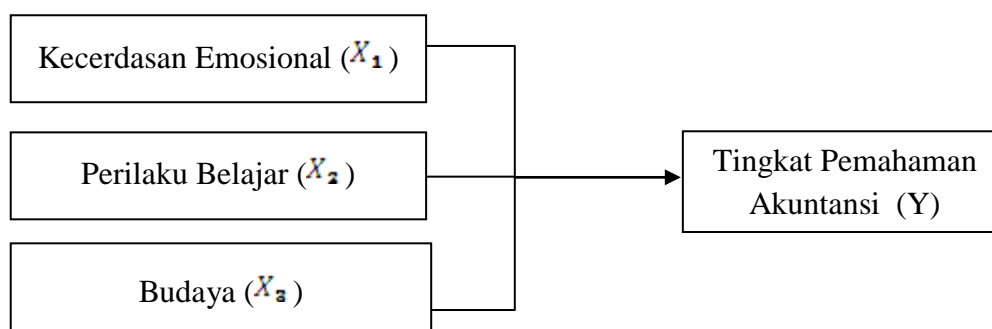 Kecerdasan Emosional (X₁)
Perilaku Belajar (X₂)
Budaya (X₃)
Tingkat Pemahaman
Akuntansi (Y)